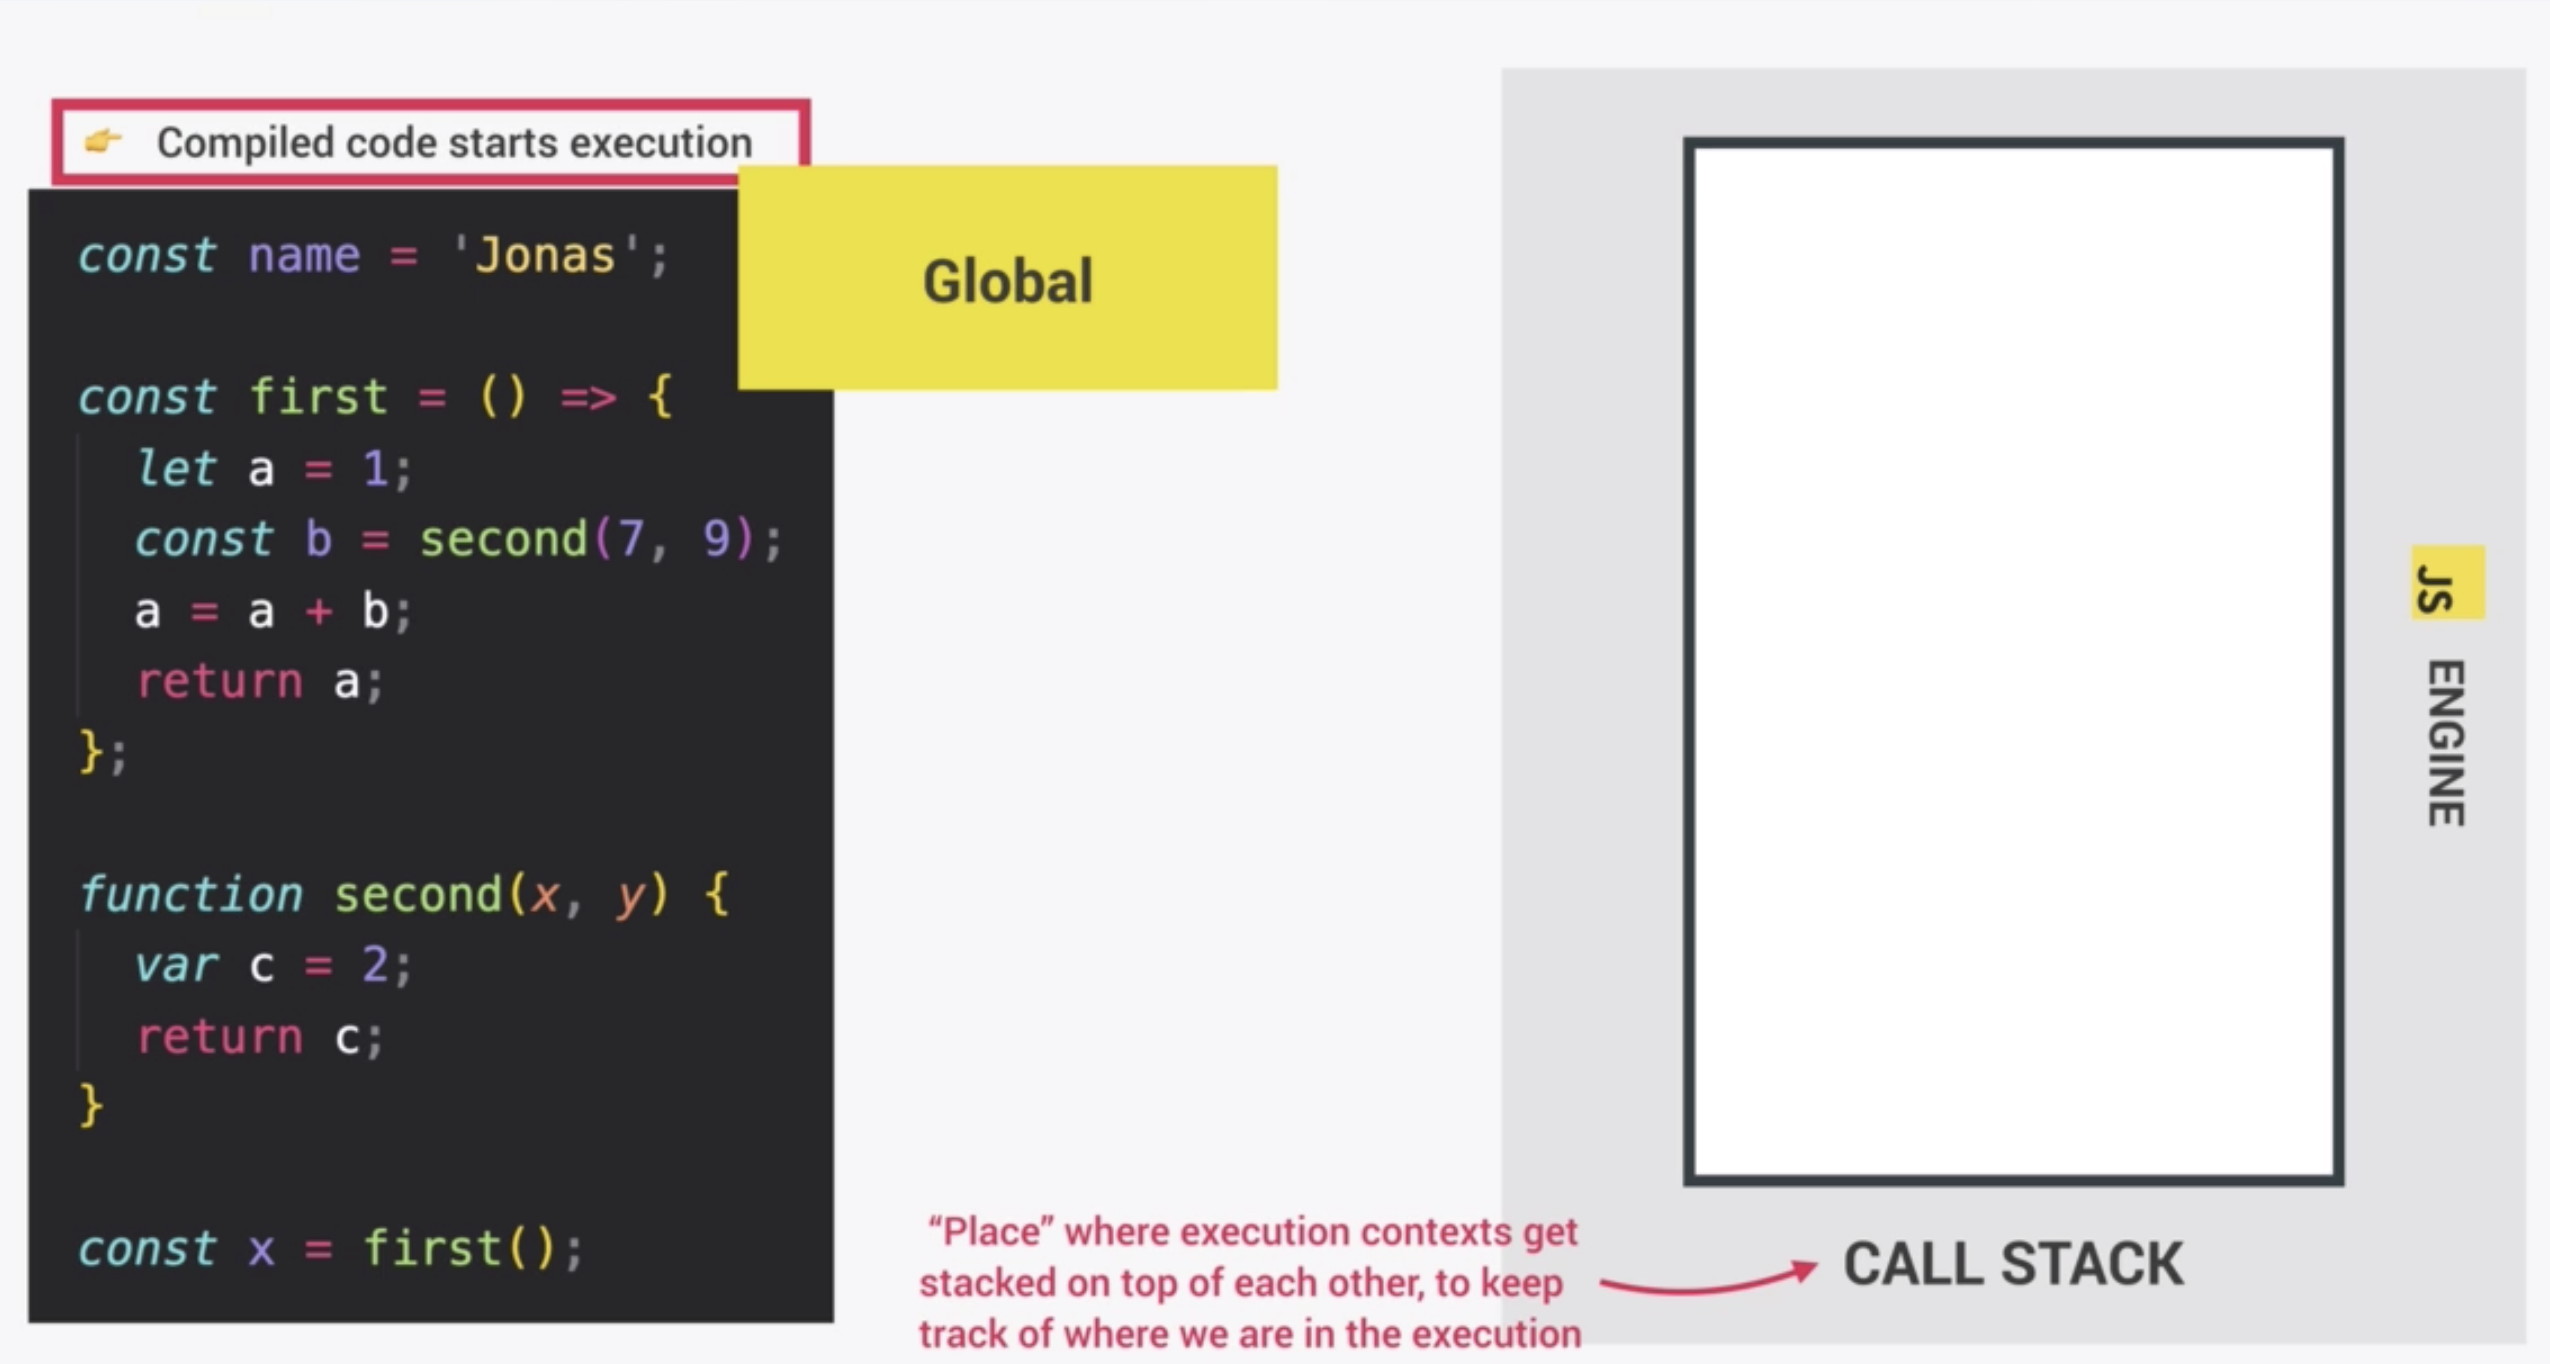 👉 Compiled code starts execution
const name = 'Jonas';
const first = () => {
let a = 1;
const b = second(7, 9);
a = a + b;
return a;
};
function second(x, y) {
var c = 2;
return c;
}
const x = first();
Global
“Place” where execution contexts get
stacked on top of each other, to keep
track of where we are in the execution
CALL STACK
JS ENGINE